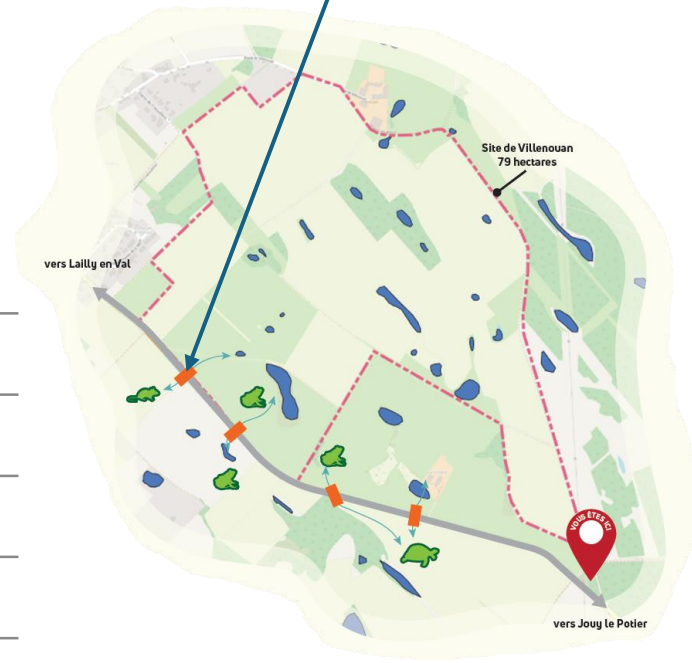 Site de Villenouan
79 hectares
vers Lailly en Val
VOUS ÊTES ICI
vers Jouy le Potier